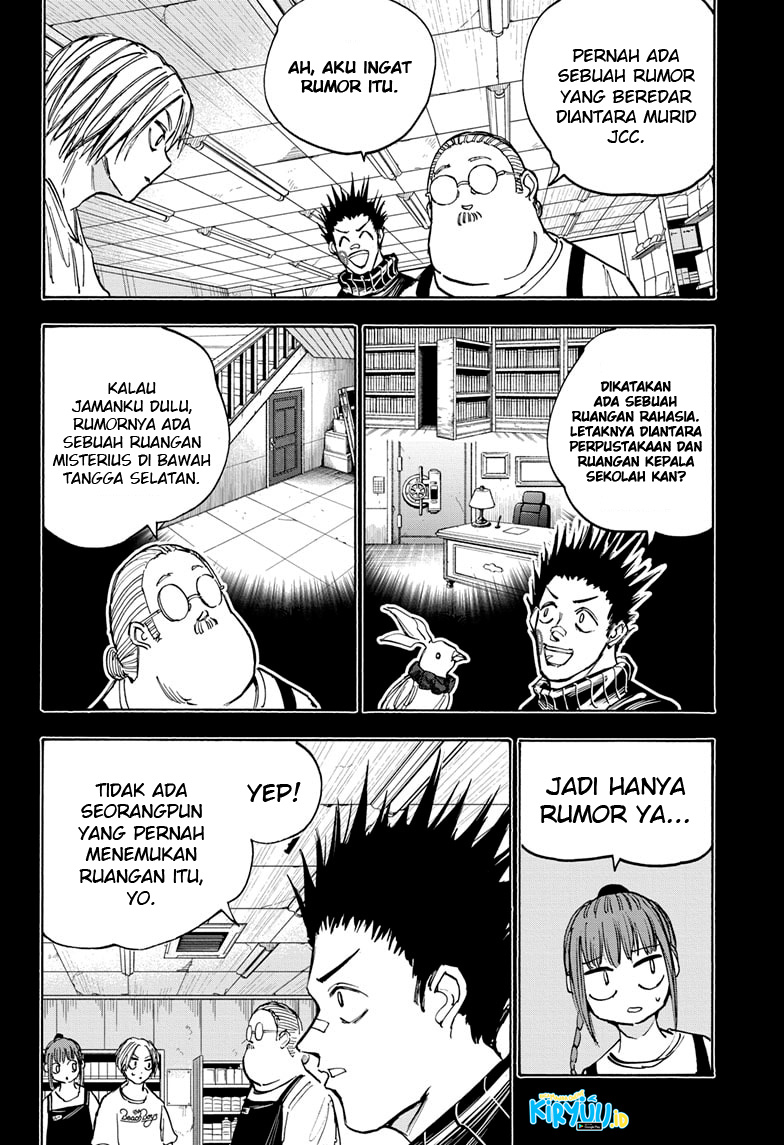 PERNAH ADA
SEBUAH RUMOR
YANG BEREDAR
DIANTARA MURID
JCC.
AH, AKU INGAT
RUMOR ITU.
DIKATAKAN
ADA SEBUAH
RUANGAN RAHASIA.
LETAKNYA DIANTARA
PERPUSTAKAAN DAN
RUANGAN KEPALA
SEKOLAH KAN?
KALAU
JAMANKU DULU,
RUMORNYA ADA
SEBUAH RUANGAN
MISTERIUS DI BAWAH
TANGGA SELATAN.
JADI HANYA
RUMOR YA...
YEP!
TIDAK ADA
SEORANGPUN
YANG PERNAH
MENEMUKAN
RUANGAN ITU,
YO.
Beach Boys
KIRYUU.ID